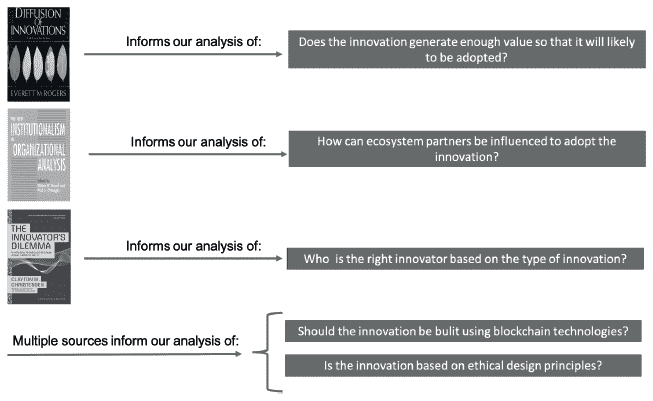 DIFFUSION
OF
INNOVATIONS
EVERETT M. ROGERS
Informs our analysis of:
Does the innovation generate enough value so that it will likely
to be adopted?
THE NEW
INSTITUTIONALISM
IN
ORGANIZATIONAL
ANALYSIS
Informs our analysis of:
How can ecosystem partners be influenced to adopt the
innovation?
THE
INNOVATOR'S
DILEMMA
CLAYTON M.
CHRISTENSEN
Informs our analysis of:
Who is the right innovator based on the type of innovation?
Multiple sources inform our analysis of:
Should the innovation be bulit using blockchain technologies?
Is the innovation based on ethical design principles?